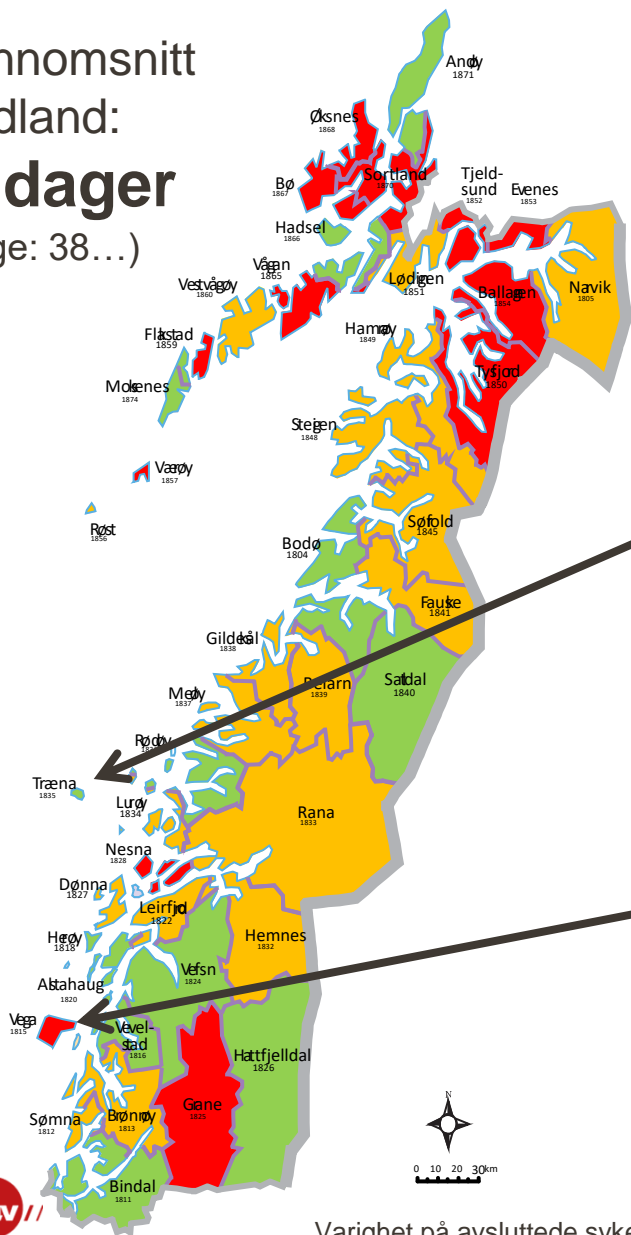 nnomsnitt
dland:
dager
ge: 38…)
Andøy
1871
Øksnes
1868
Bø
1867
Sortland
1870
Tjeld-
sund
1852
Evenes
1853
Hadsel
1866
Vågan
1865
Vestvågøy
1860
Lødingen
1851
Ballangen
1854
Narvik
1805
Flakstad
1859
Hamarøy
1849
Moskenes
1874
Tysfjord
1850
Steigen
1848
Værøy
1857
Røst
1856
Sørfold
1845
Bodø
1804
Fauske
1841
Gildeskål
1838
Beiarn
1839
Saltdal
1840
Meløy
1837
Rødøy
Træna
1835
Lurøy
1834
Rana
1833
Nesna
1828
Dønna
1827
Leirfjord
1822
Herøy
1818
Hemnes
1832
Vefsn
1824
Alstahaug
1820
Vega
1815
Vevel-
stad
1816
Hattfjelldal
1826
Grane
1825
Sømna
1812
Brønnøy
1813
Bindal
1811
N
0 10 20 30km
v//
Varighet på avsluttede syke